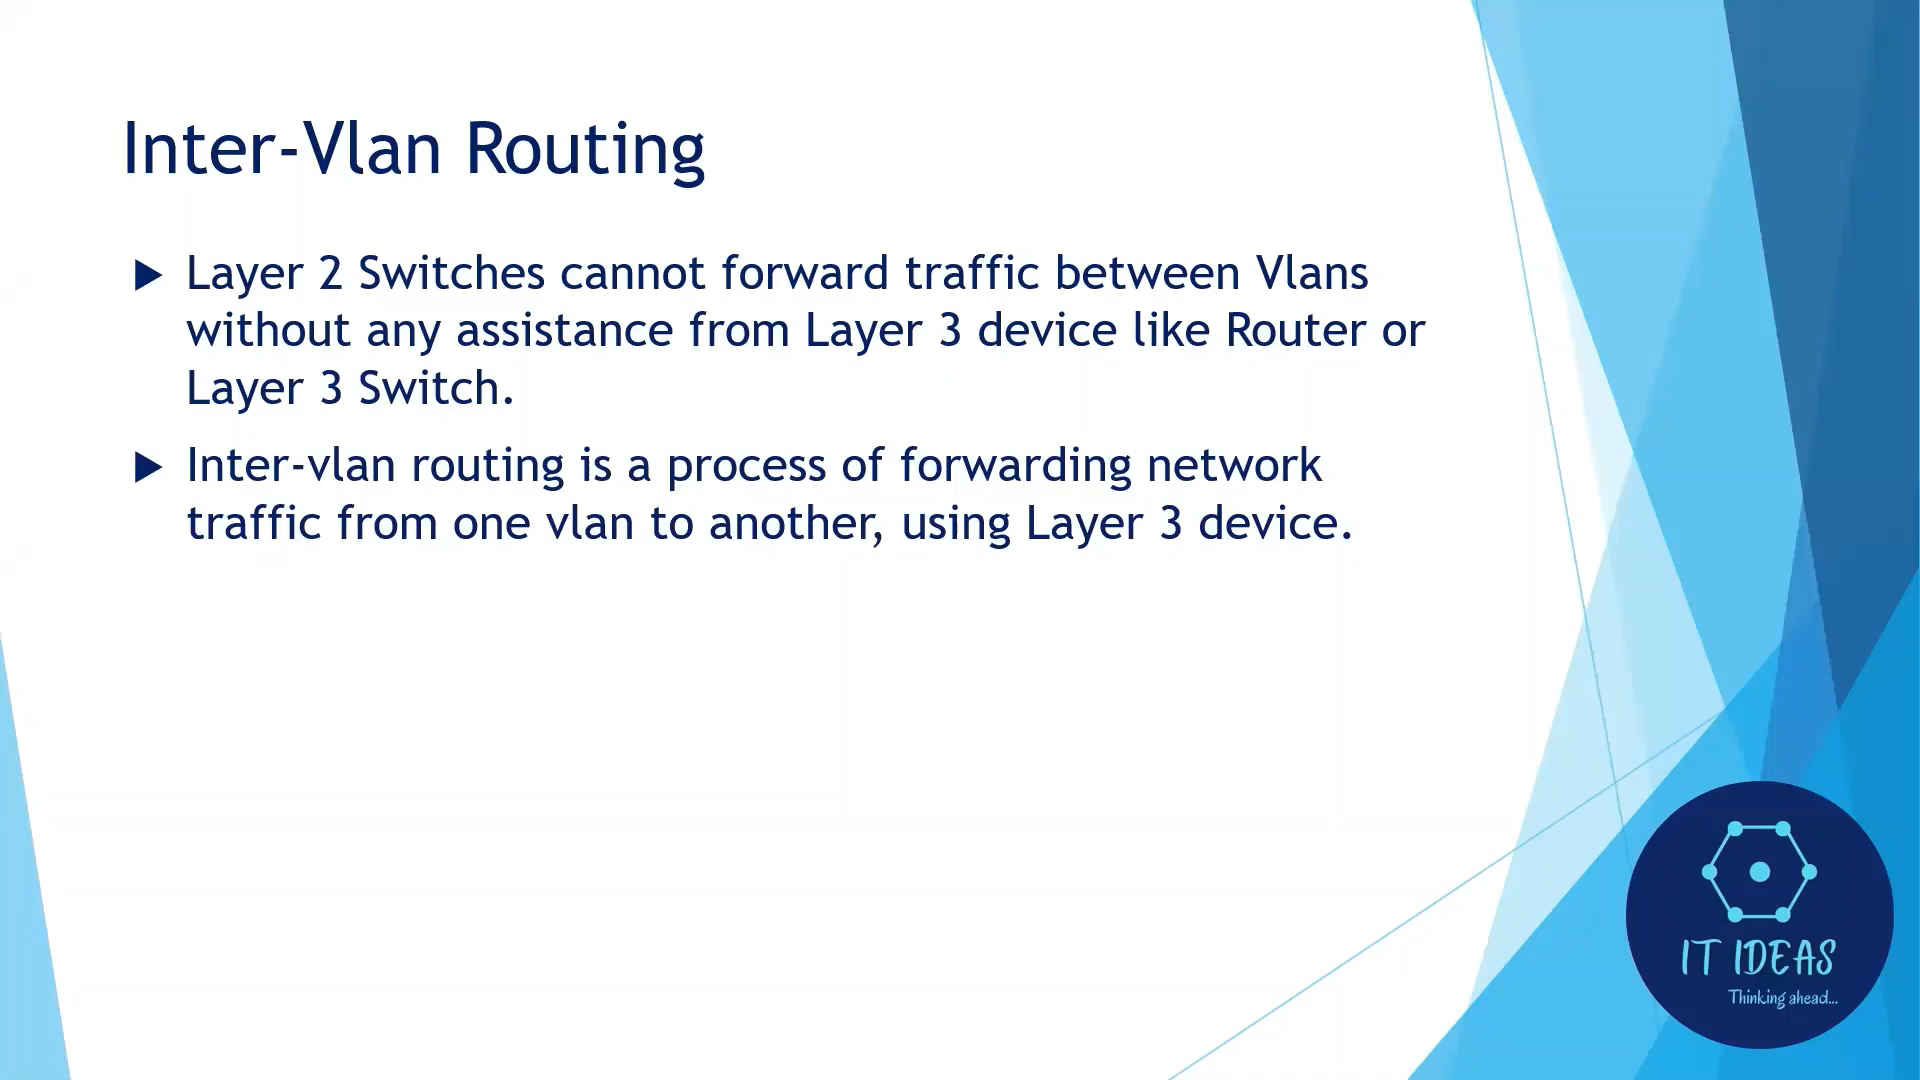 Inter-Vlan Routing
Layer 2 Switches cannot forward traffic between Vlans
without any assistance from Layer 3 device like Router or
Layer 3 Switch.
Inter-vlan routing is a process of forwarding network
traffic from one vlan to another, using Layer 3 device.
IT IDEAS
Thinking ahead...